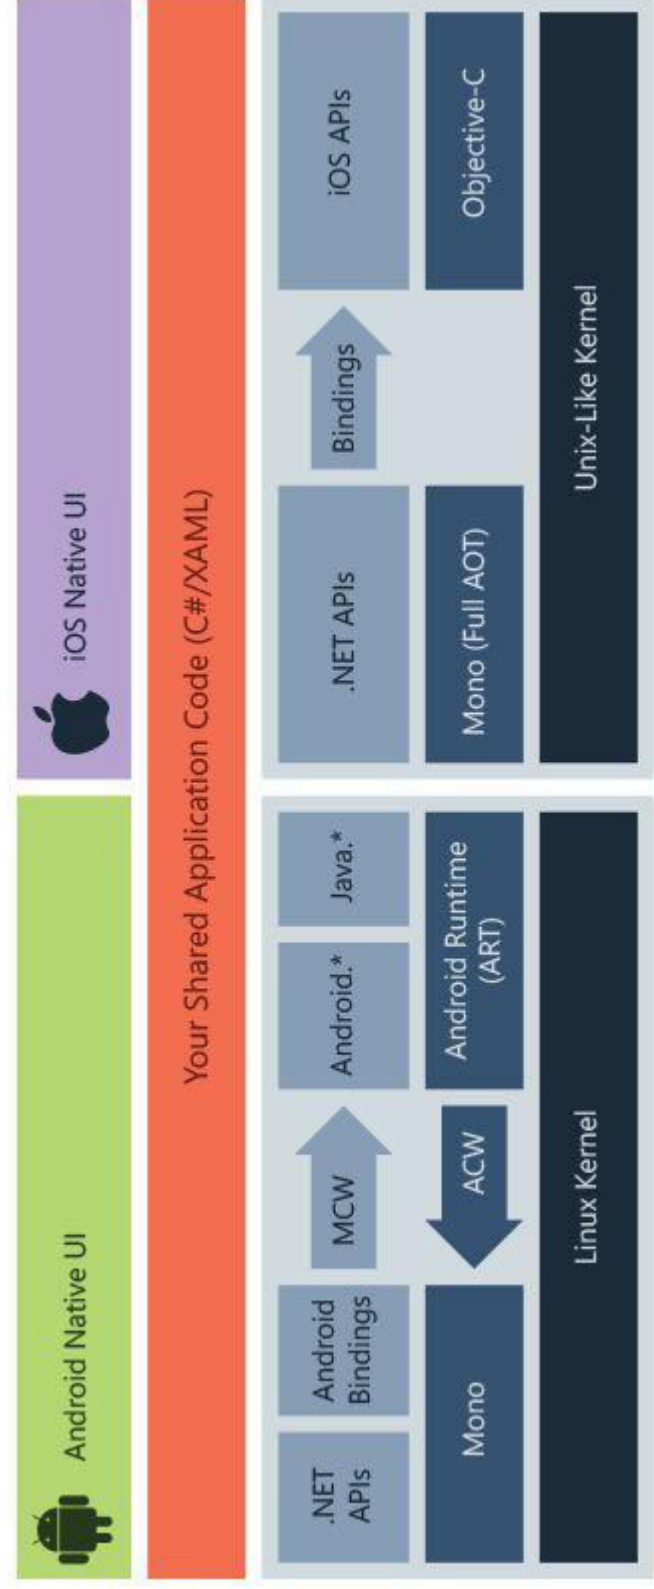 Android Native UI
iOS Native UI
Your Shared Application Code (C#/XAML)
.NET
APIs
Android
Bindings
MCW
Android.*
Java.*
.NET APIs
Bindings
iOS APIs
Mono
ACW
Android Runtime
(ART)
Mono (Full AOT)
Objective-C
Linux Kernel
Unix-Like Kernel